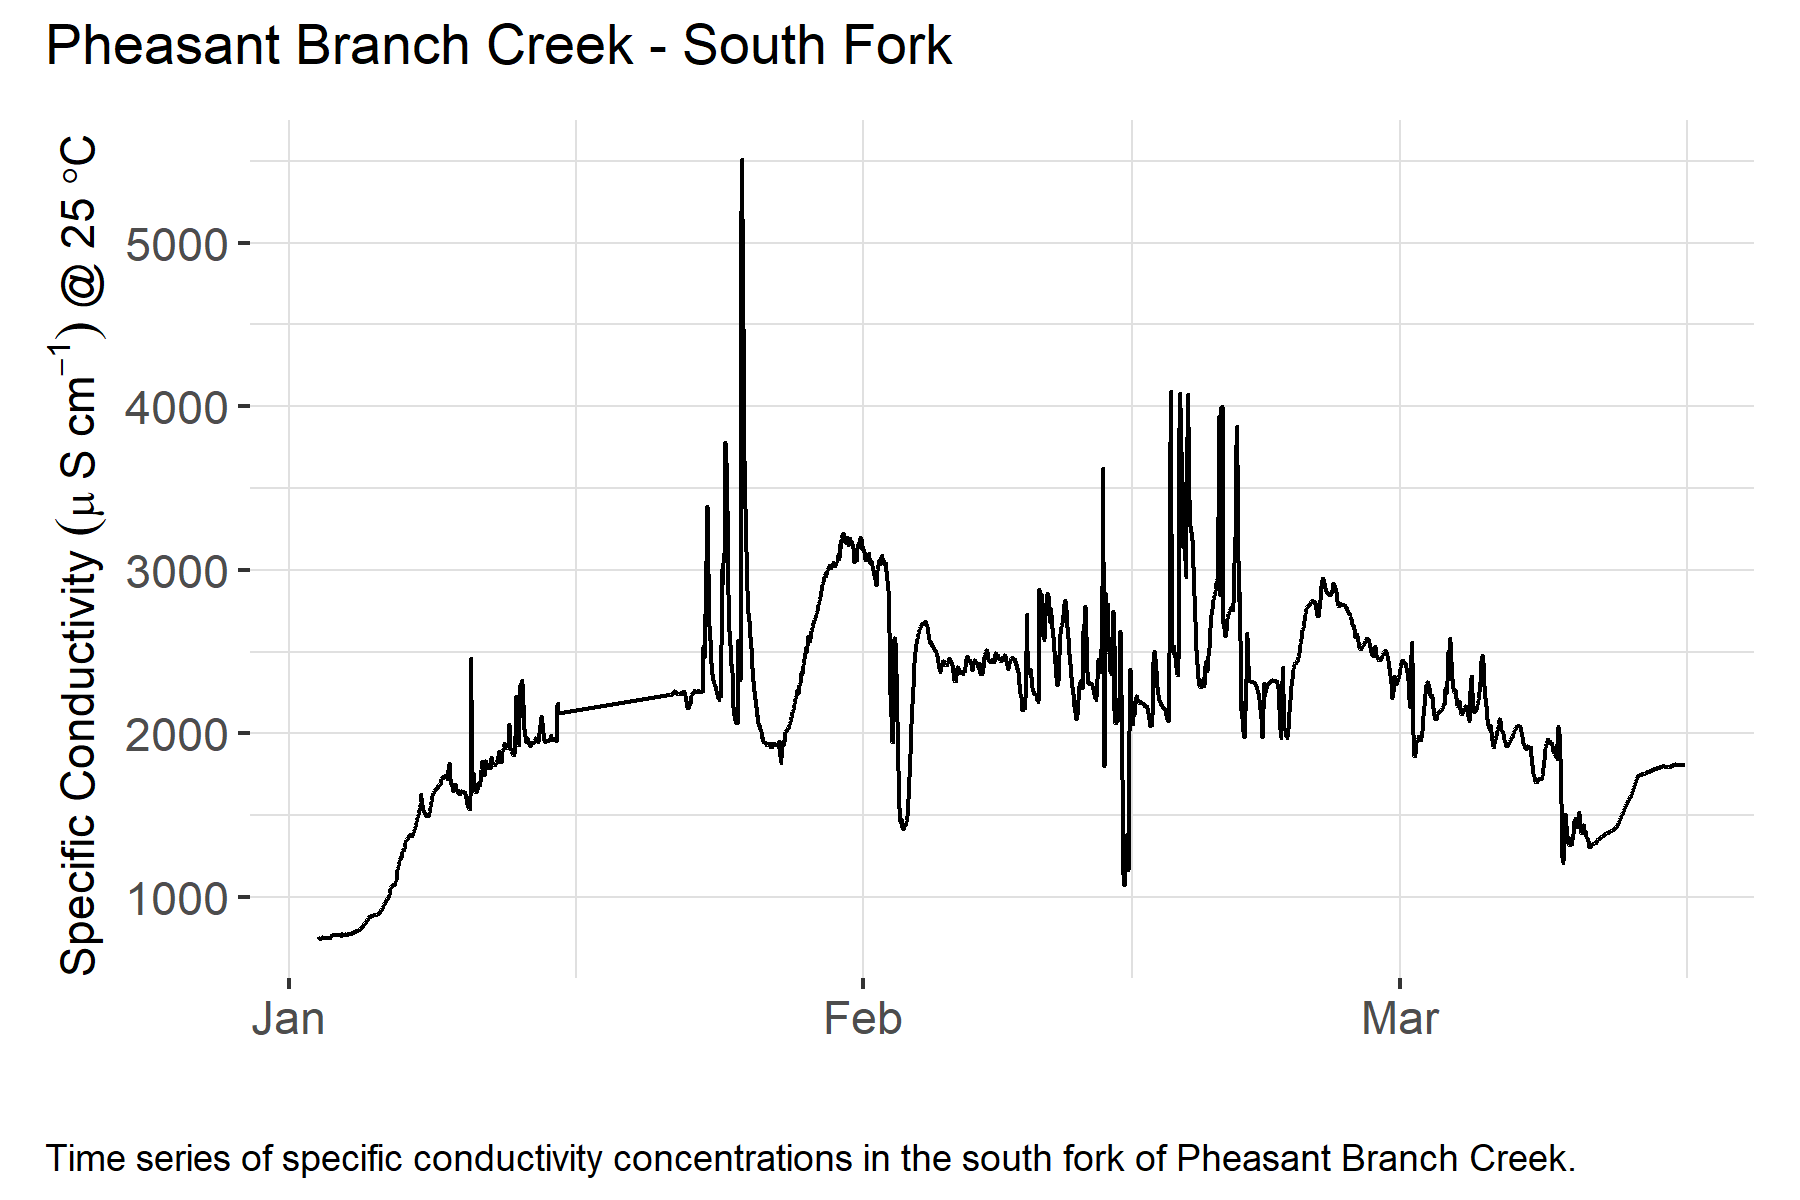 Pheasant Branch Creek - South Fork
Specific Conductivity (μ S cm⁻¹) @ 25 °C
5000
4000
3000
2000
1000
Jan Feb Mar
Time series of specific conductivity concentrations in the south fork of Pheasant Branch Creek.